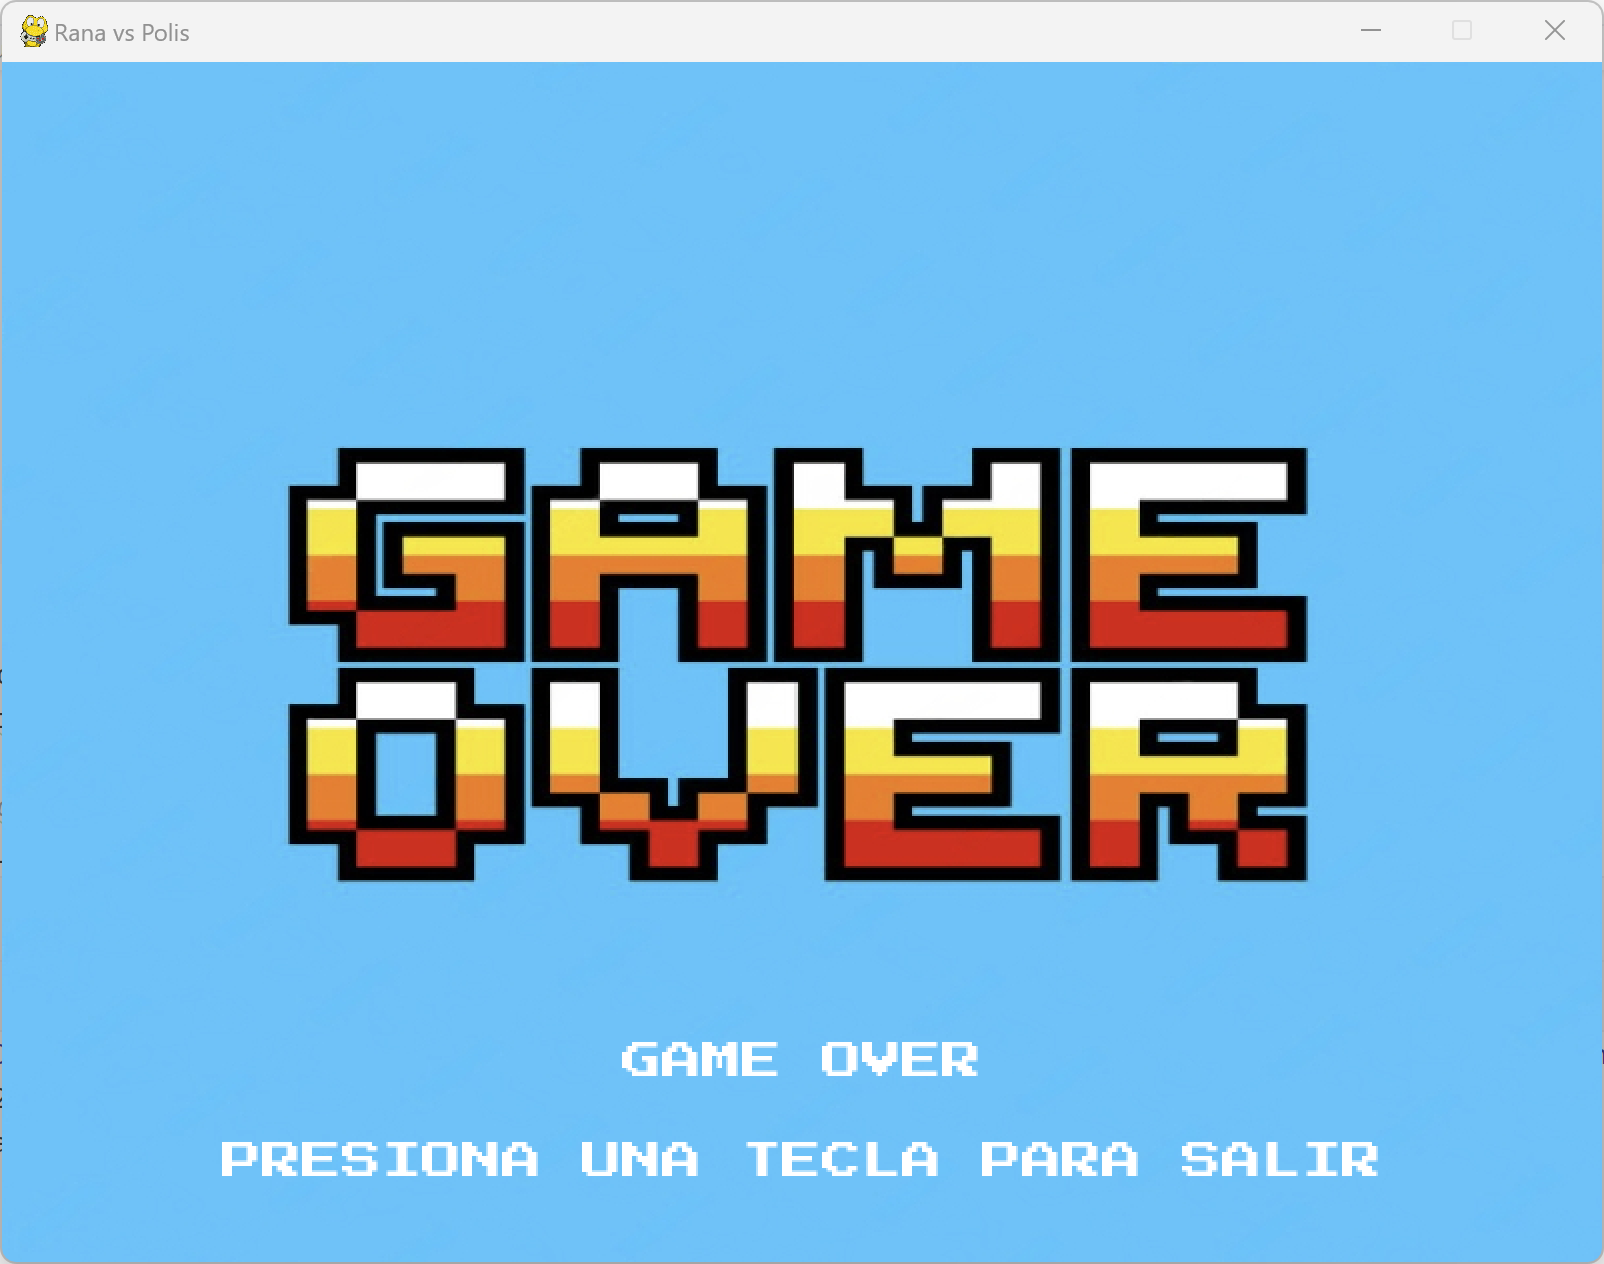 Rana vs Polis
GAME
OVER
GAME OVER
PRESIONA UNA TECLA PARA SALIR